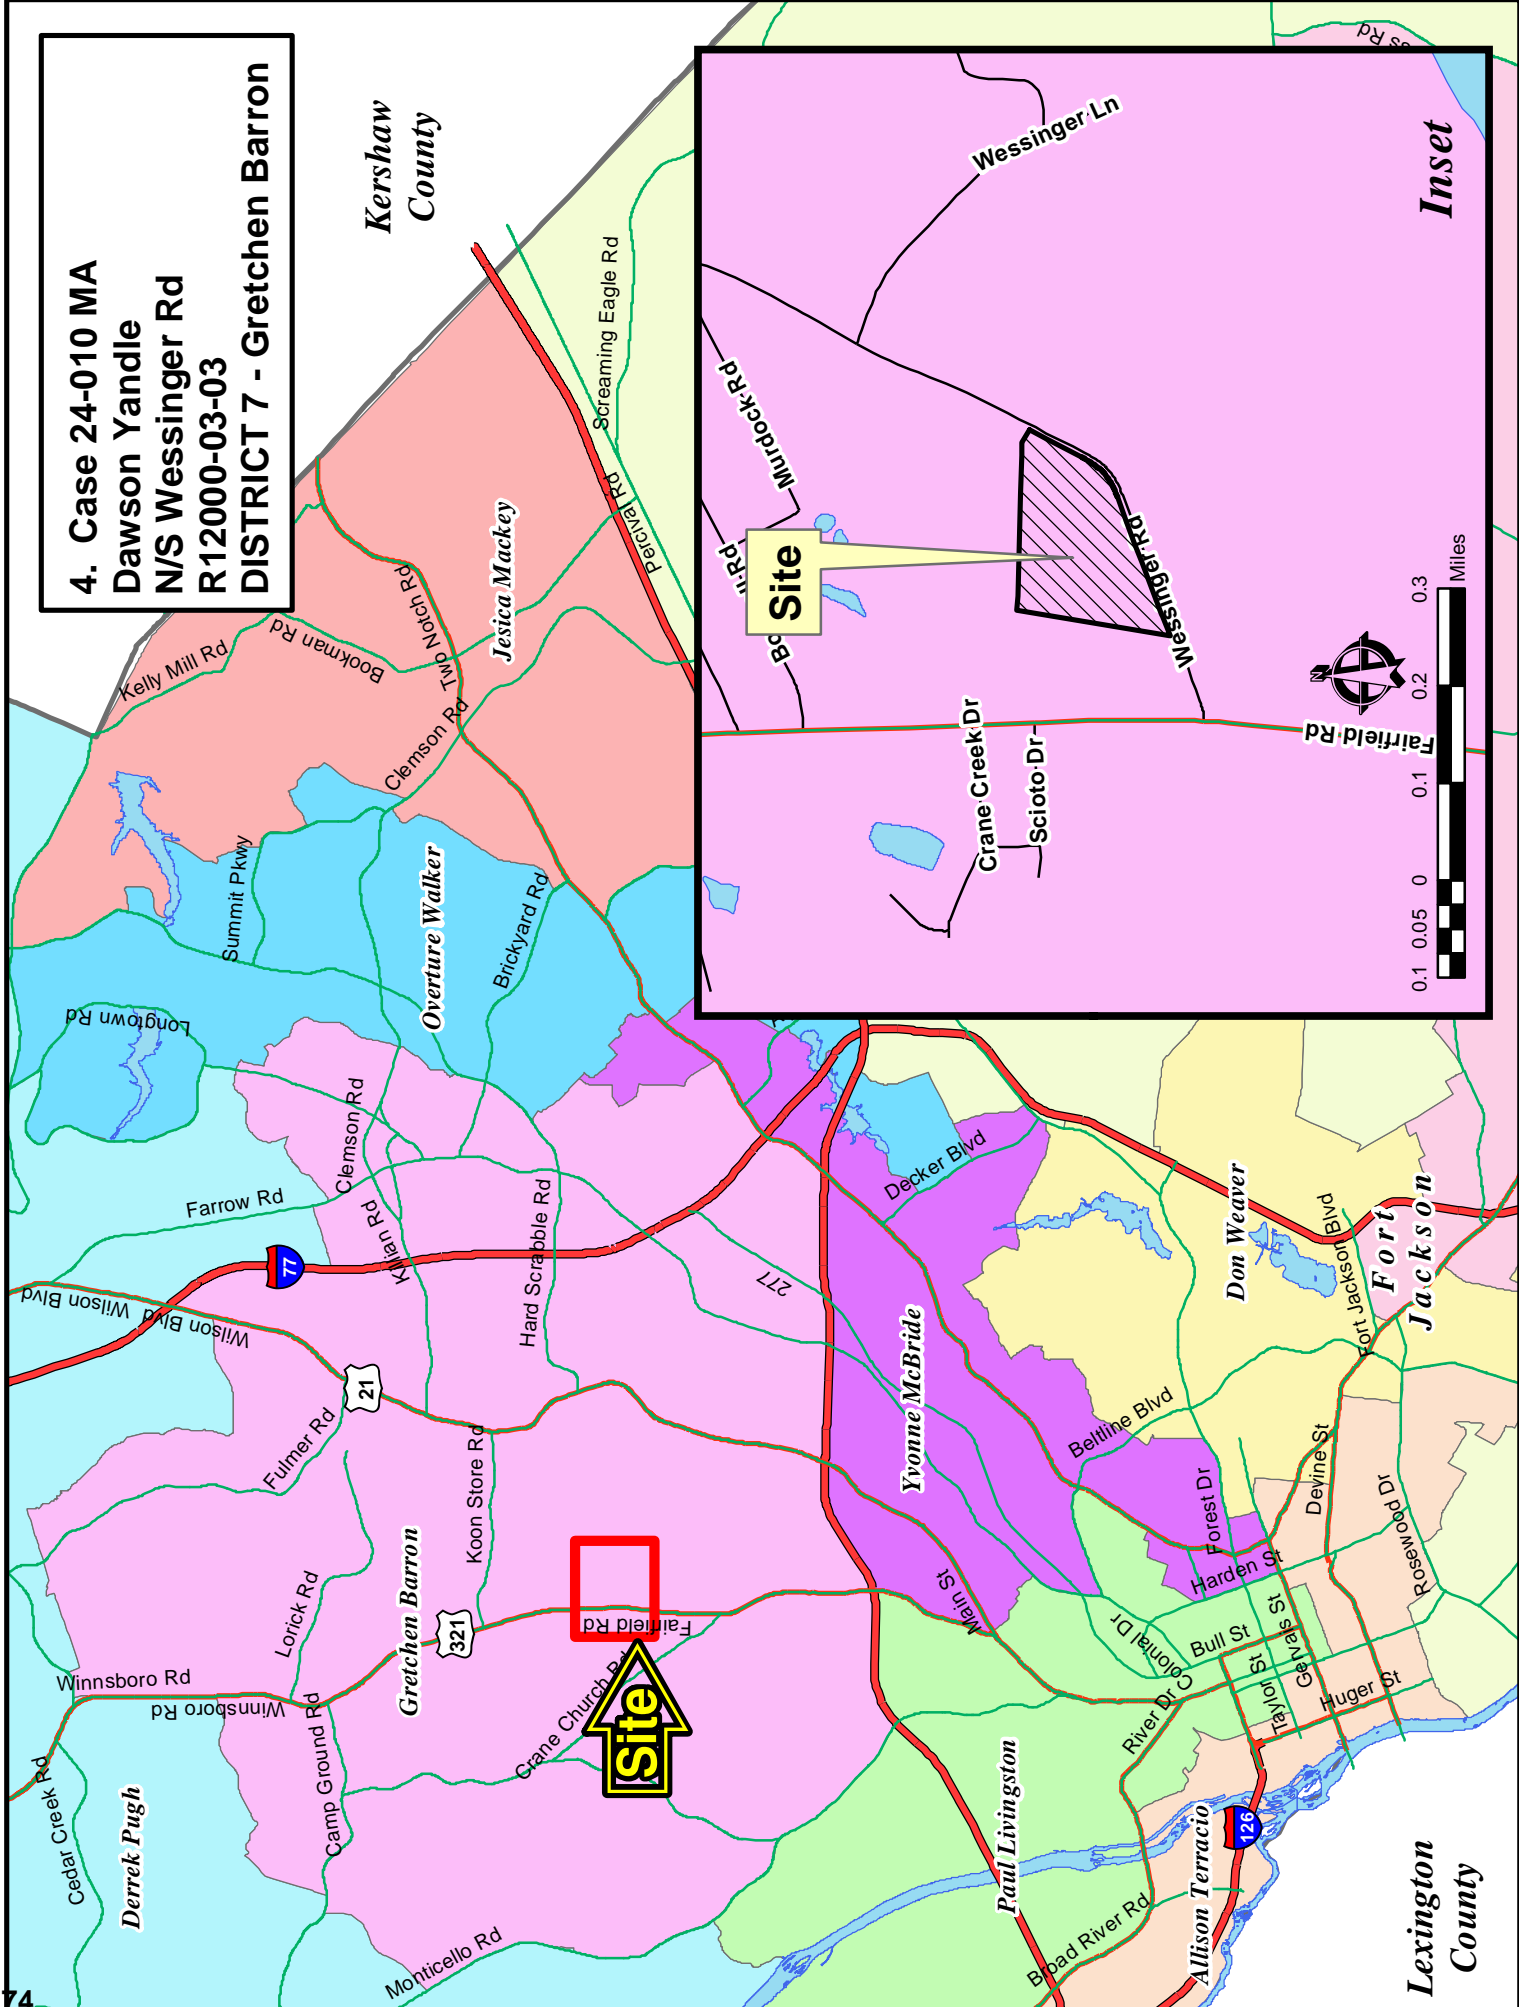 4. Case 24-010 MA
Dawson Yandle
N/S Wessinger Rd
R12000-03-03
DISTRICT 7 - Gretchen Barron
Kershaw
County
Derrek Pugh
Cedar Creek Rd
Winnsboro Rd
Winnsboro Rd
Wilson Blvd
Wilson Blvd
77
Farrow Rd
Longtown Rd
Summit Pkwy
Kelly Mill Rd
Bookman Rd
Two Notch Rd
Clemson Rd
Jesica Mackey
Percival Rd
Screaming Eagle Rd
Overture Walker
Brickyard Rd
Clemson Rd
Killian Rd
Hard Scrabble Rd
277
21
Fulmer Rd
Koon Store Rd
Lorick Rd
Gretchen Barron
321
Camp Ground Rd
Fairfield Rd
Crane Church Rd
Site
Monticello Rd
Yvonne McBride
Decker Blvd
Main St
Beltline Blvd
Don Weaver
Fort Jackson Blvd
Fort
Jackson
Forest Dr
Harden St
Devine St
Rosewood Dr
Colonial Dr
Bull St
Gervais St
Taylor St
Huger St
River Dr
Paul Livingston
Broad River Rd
Allison Terracio
126
Lexington
County
Site
Murdock Rd
Wessinger Ln
Wessinger Rd
Wessinger
Crane Creek Dr
Scioto Dr
Fairfield Rd
Inset
N
0.1 0.05 0 0.1 0.2 0.3
Miles
74